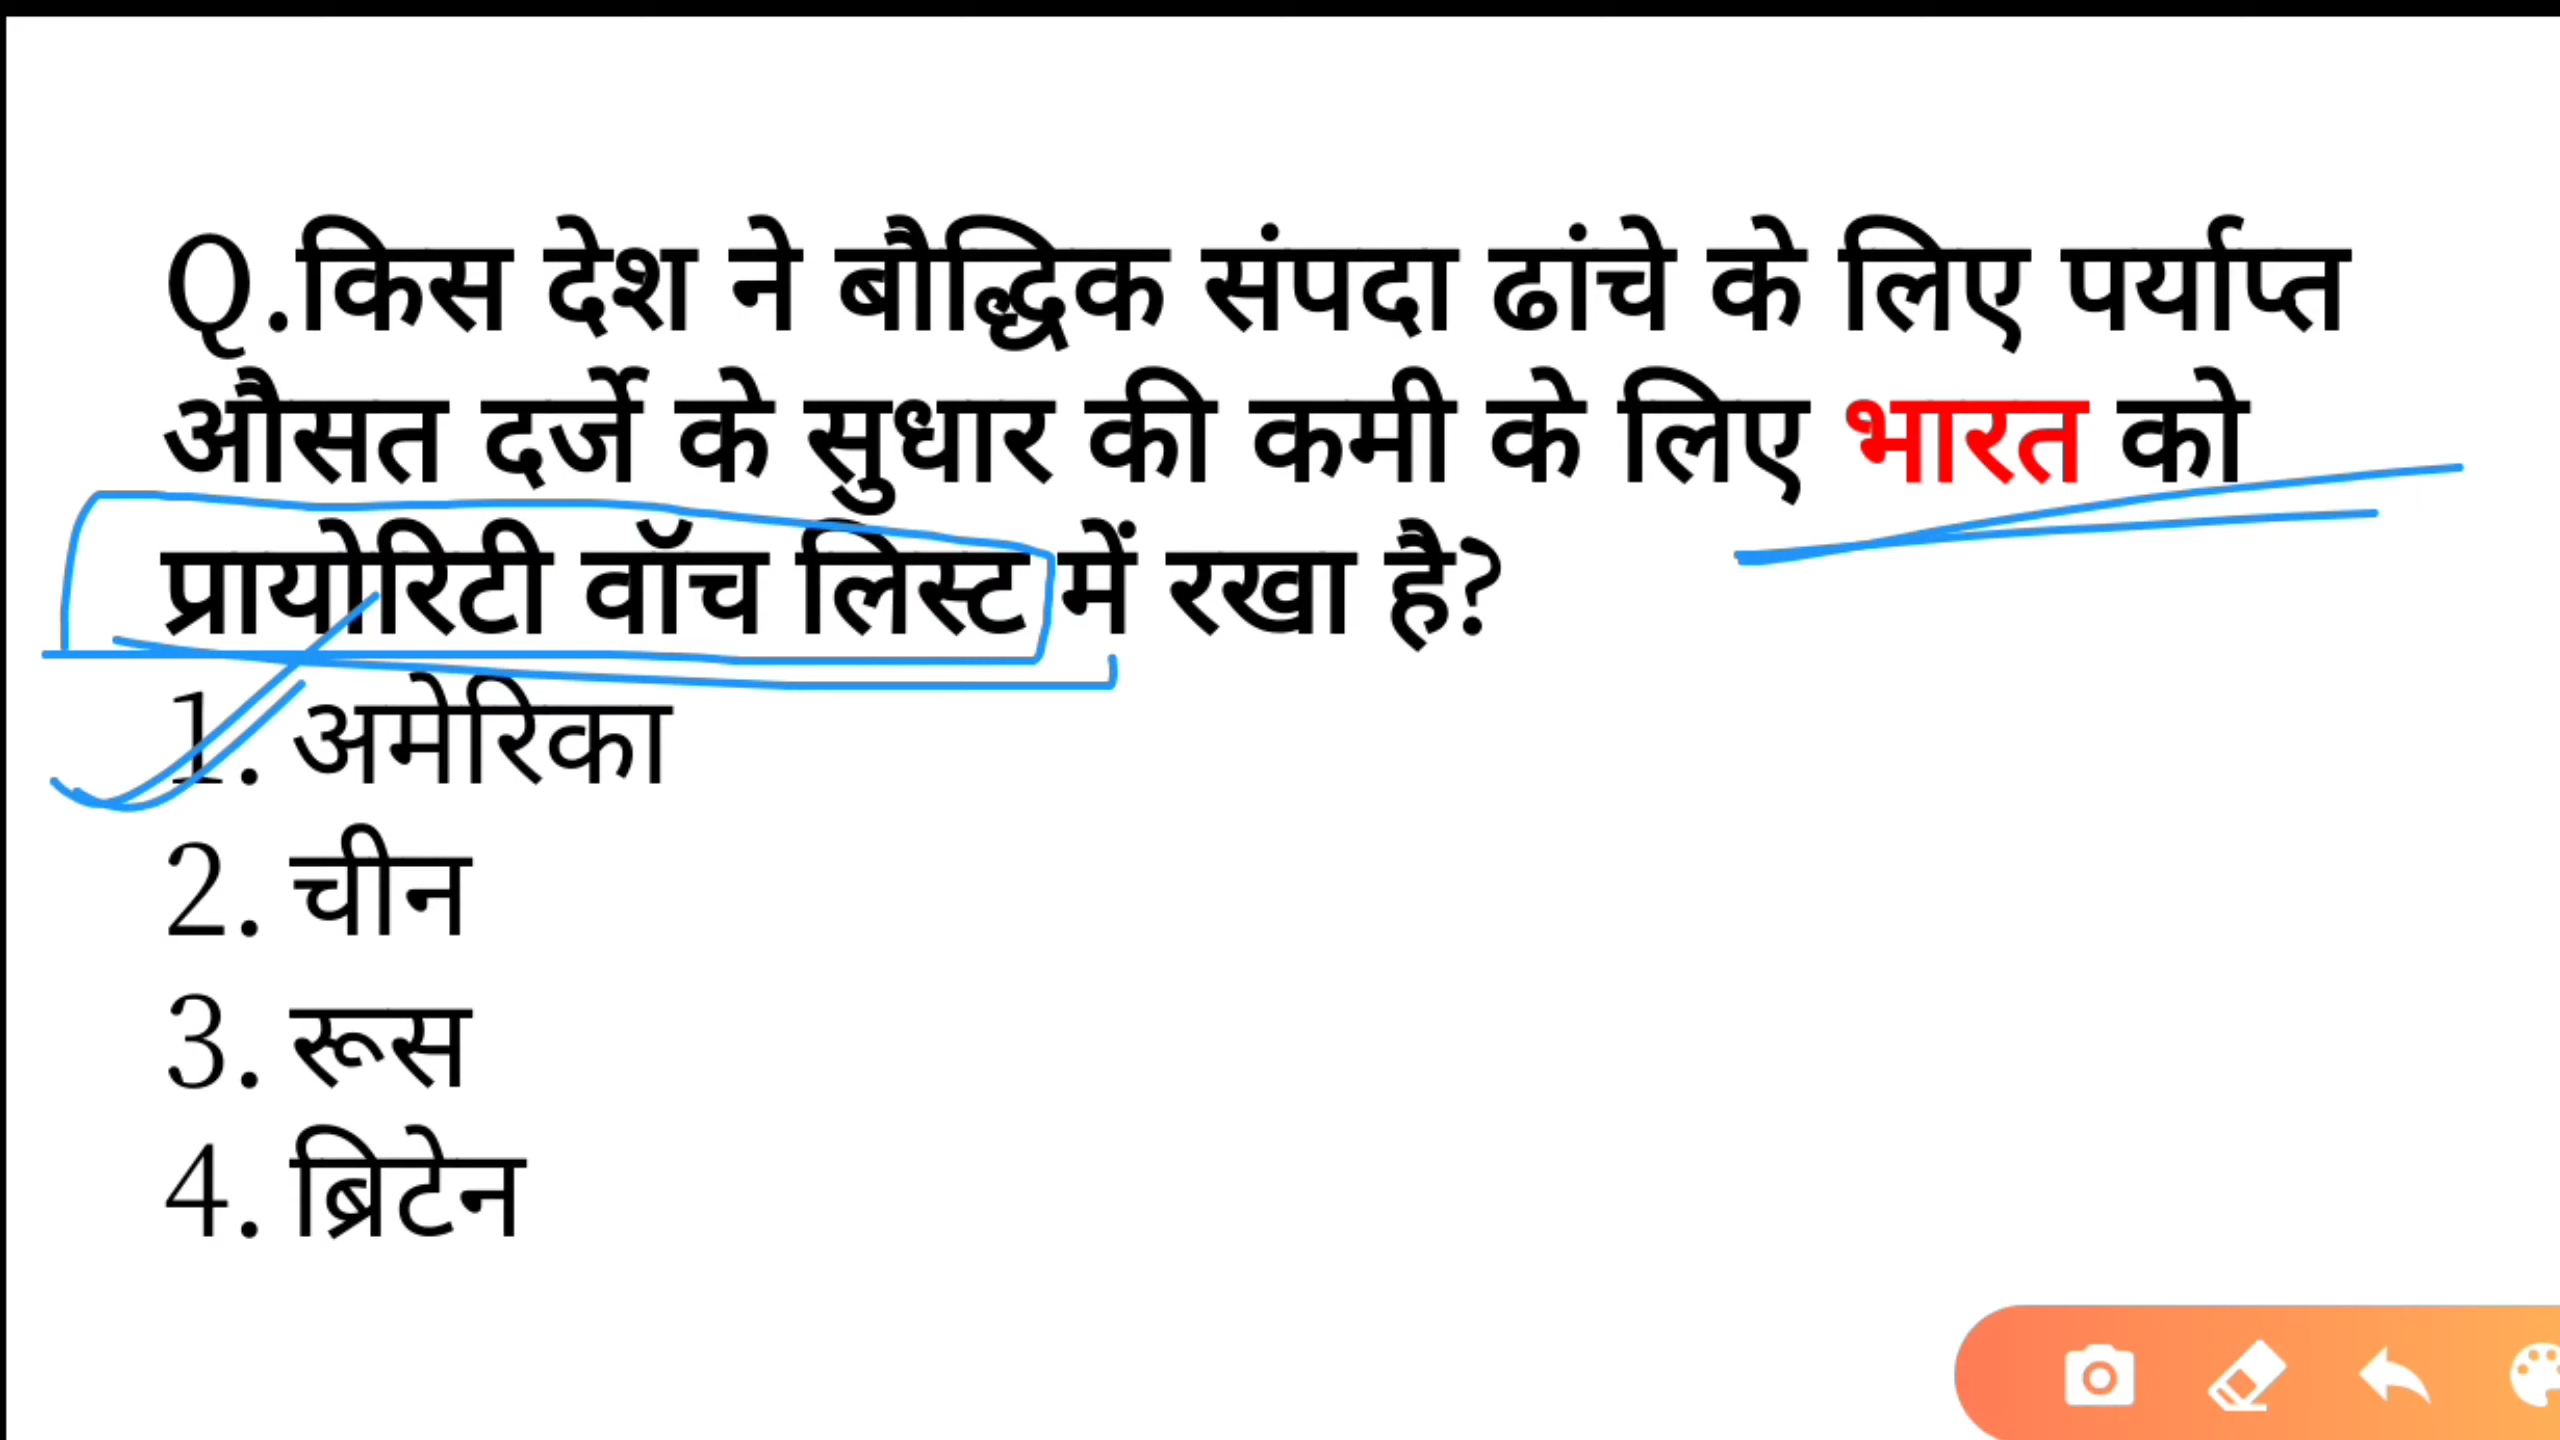 Q.किस देश ने बौद्धिक संपदा ढांचे के लिए पर्याप्त
औसत दर्जे के सुधार की कमी के लिए भारत को
प्रायोरिटी वॉच लिस्ट में रखा है?
1. अमेरिका
2. चीन
3. रूस
4. ब्रिटेन